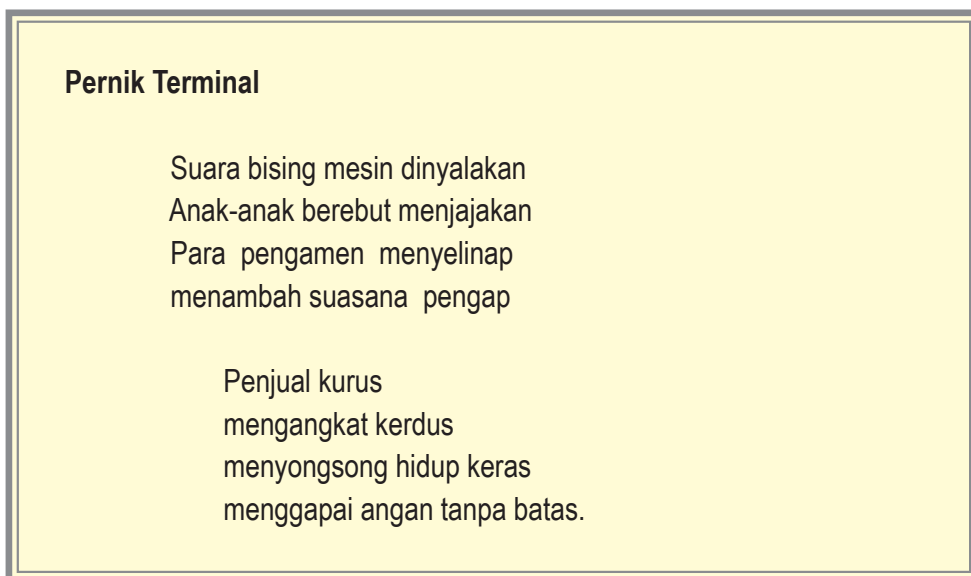 Pernik Terminal
Suara bising mesin dinyalakan
Anak-anak berebut menjajakan
Para pengamen menyelinap
menambah suasana pengap
Penjual kurus
mengangkat kerdus
menyongsong hidup keras
menggapai angan tanpa batas.